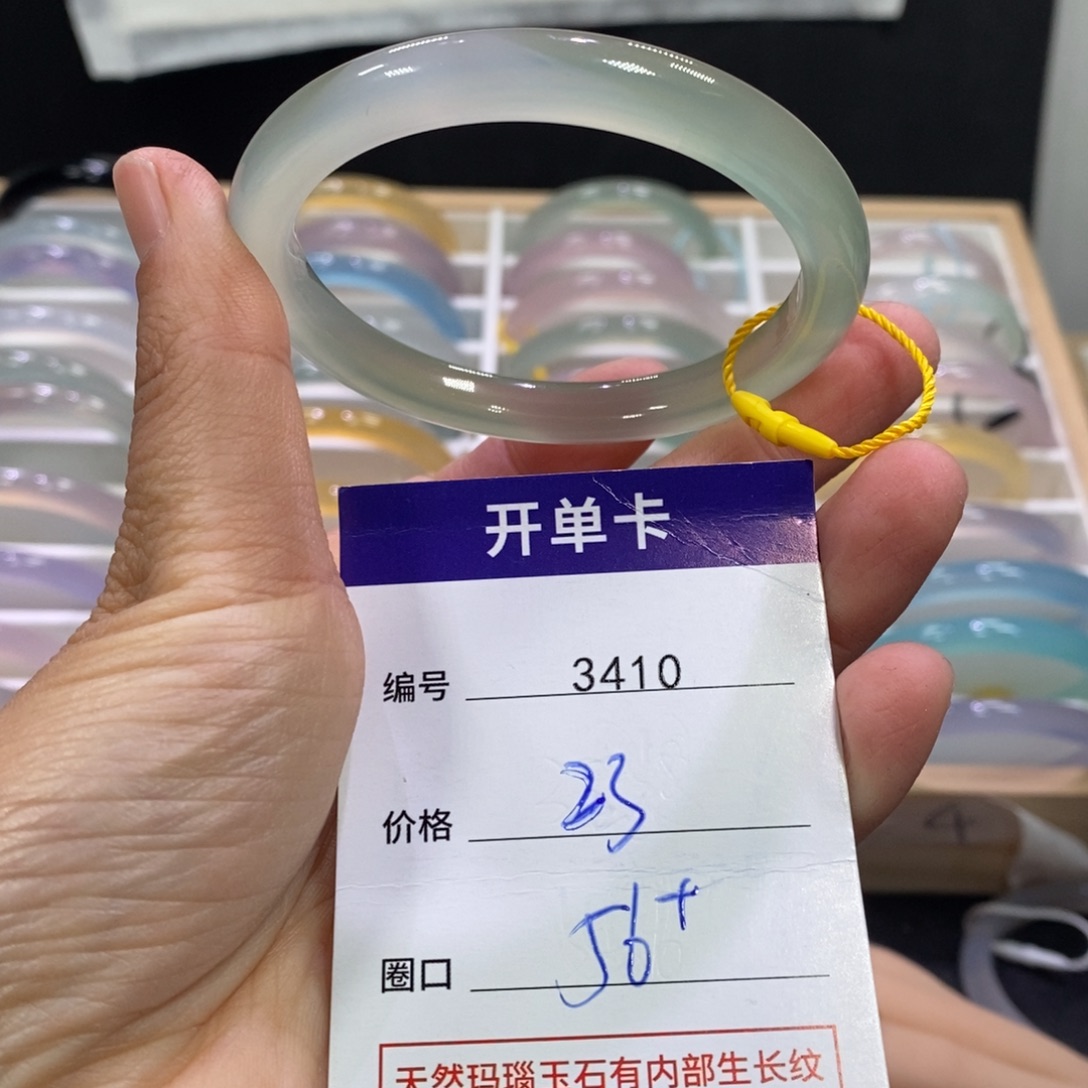 开单卡
编号 3410
价格 23
圈口 56+
天然玛瑙玉石有内部生长纹